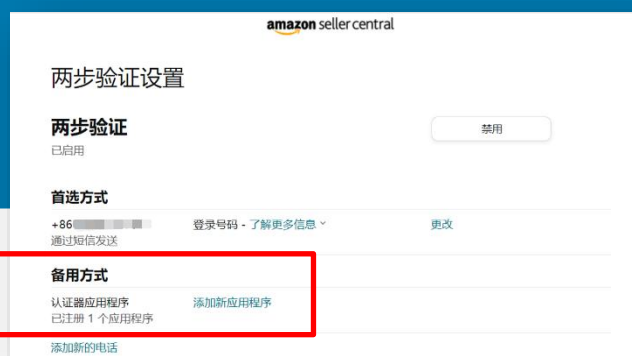 amazon seller central
两步验证设置
两步验证
禁用
已启用
首选方式
+86
登录号码 - 了解更多信息
更改
通过短信发送
备用方式
认证器应用程序
添加新应用程序
已注册 1 个应用程序
添加新的电话